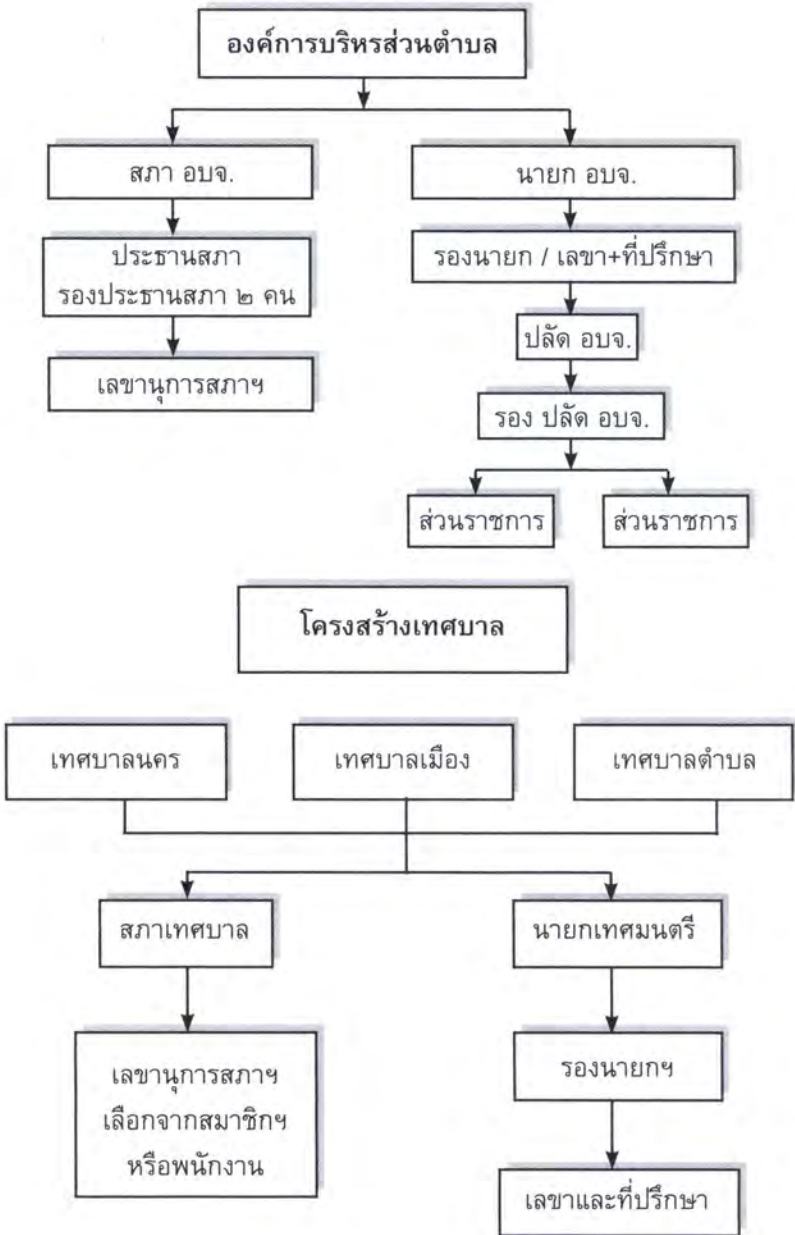 องค์การบริหรส่วนตำบล
สภา อบจ.
นายก อบจ.
ประธานสภา
รองประธานสภา ๒ คน
รองนายก / เลขา+ที่ปรึกษา
ปลัด อบจ.
เลขานุการสภาฯ
รอง ปลัด อบจ.
ส่วนราชการ
ส่วนราชการ
โครงสร้างเทศบาล
เทศบาลนคร
เทศบาลเมือง
เทศบาลตำบล
สภาเทศบาล
นายกเทศมนตรี
เลขานุการสภาฯ
เลือกจากสมาชิกฯ
หรือพนักงาน
รองนายกฯ
เลขาและที่ปรึกษา